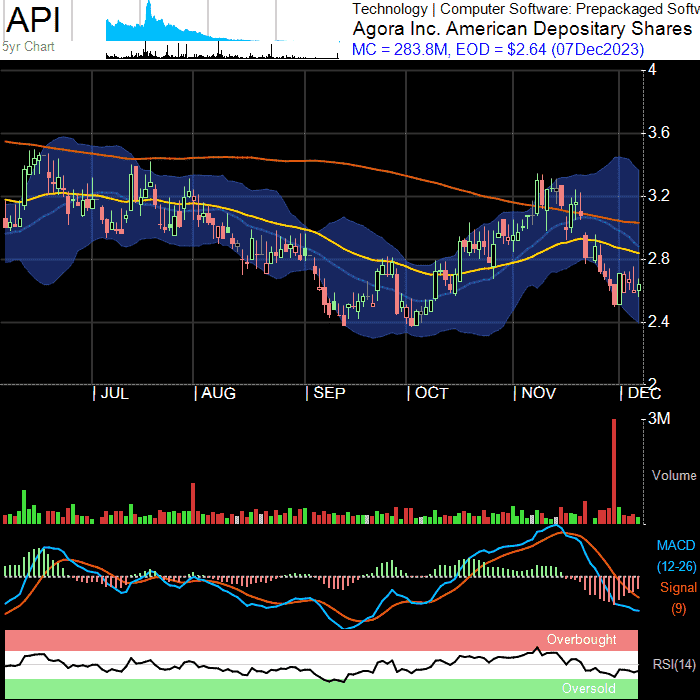 API
5yr Chart
Technology | Computer Software: Prepackaged Softw
Agora Inc. American Depositary Shares
MC = 283.8M, EOD = $2.64 (07Dec2023)
4
3.6
3.2
2.8
2.4
2
| JUL | AUG | SEP | OCT | NOV | DEC
3M
Volume
MACD
(12-26)
Signal
(9)
Overbought
RSI(14)
Oversold